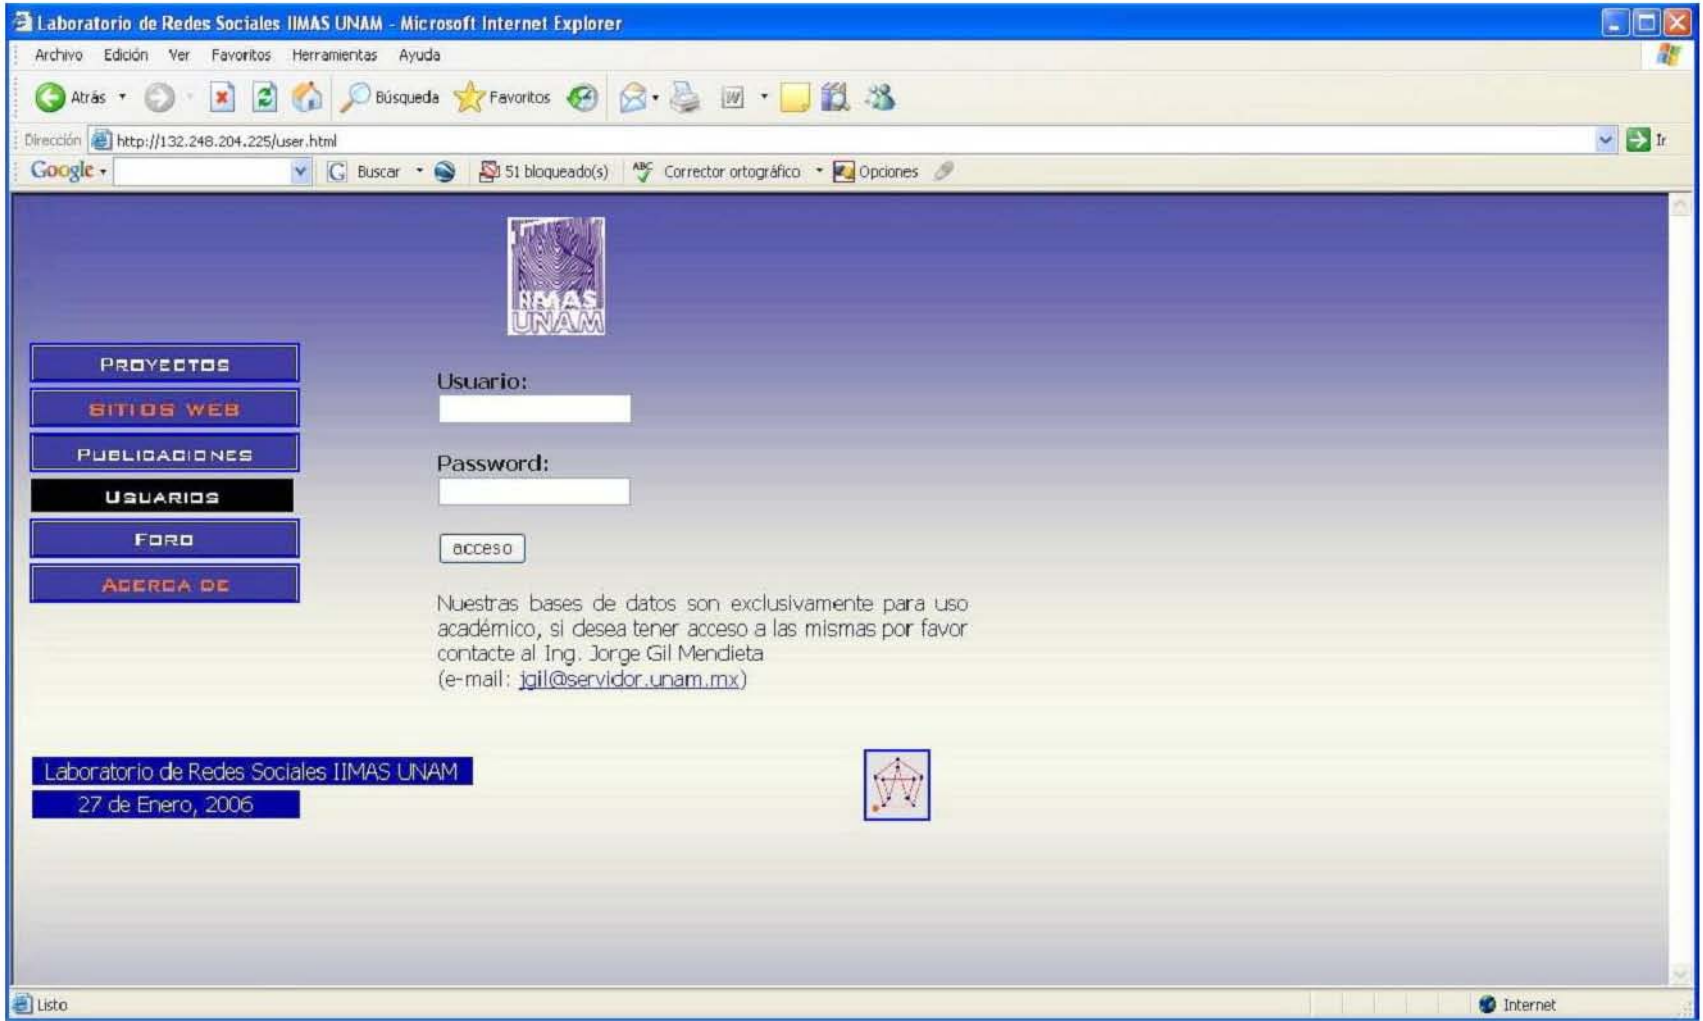 Laboratorio de Redes Sociales IIMAS UNAM - Microsoft Internet Explorer
Archivo Edición Ver Favoritos Herramientas Ayuda
Atrás Búsqueda Favoritos W
Dirección http://132.248.204.225/user.html Ir
Google G Buscar 51 bloqueado(s) ABC Corrector ortográfico Opciones
IIMAS
UNAM
PROYECTOS
SITIOS WEB
PUBLICACIONES
USUARIOS
FORO
ACERCA DE
Usuario:
Password:
acceso
Nuestras bases de datos son exclusivamente para uso
académico, si desea tener acceso a las mismas por favor
contacte al Ing. Jorge Gil Mendieta
(e-mail: jgil@servidor.unam.mx)
Laboratorio de Redes Sociales IIMAS UNAM
27 de Enero, 2006
Listo Internet